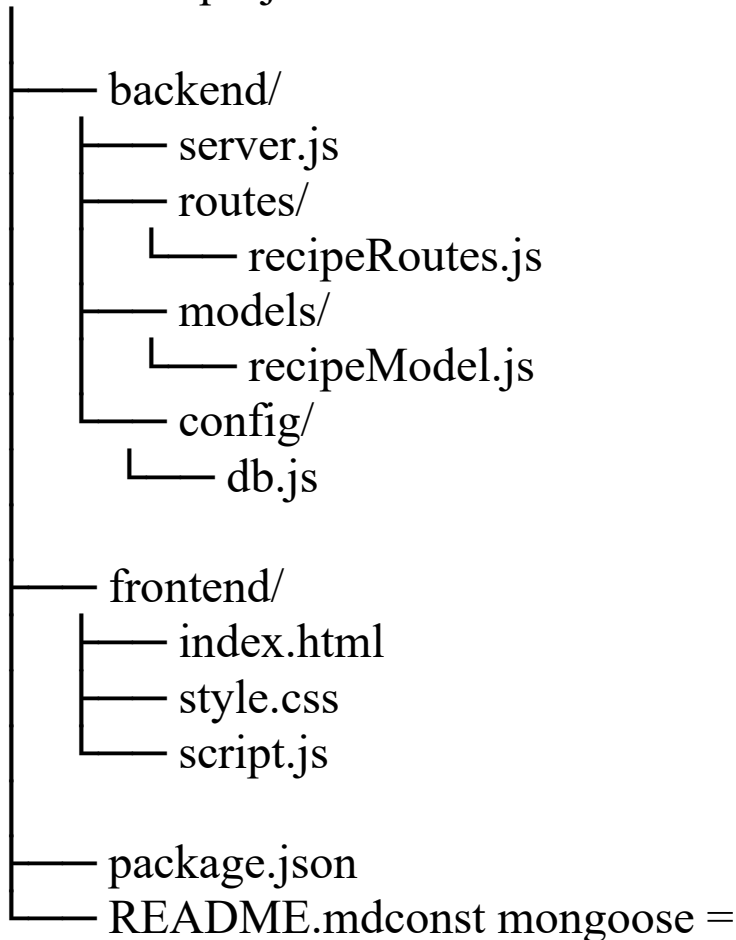 ├── backend/
├── server.js
├── routes/
└── recipeRoutes.js
├── models/
└── recipeModel.js
└── config/
└── db.js
├── frontend/
├── index.html
├── style.css
└── script.js
├── package.json
└── README.mdconst mongoose =